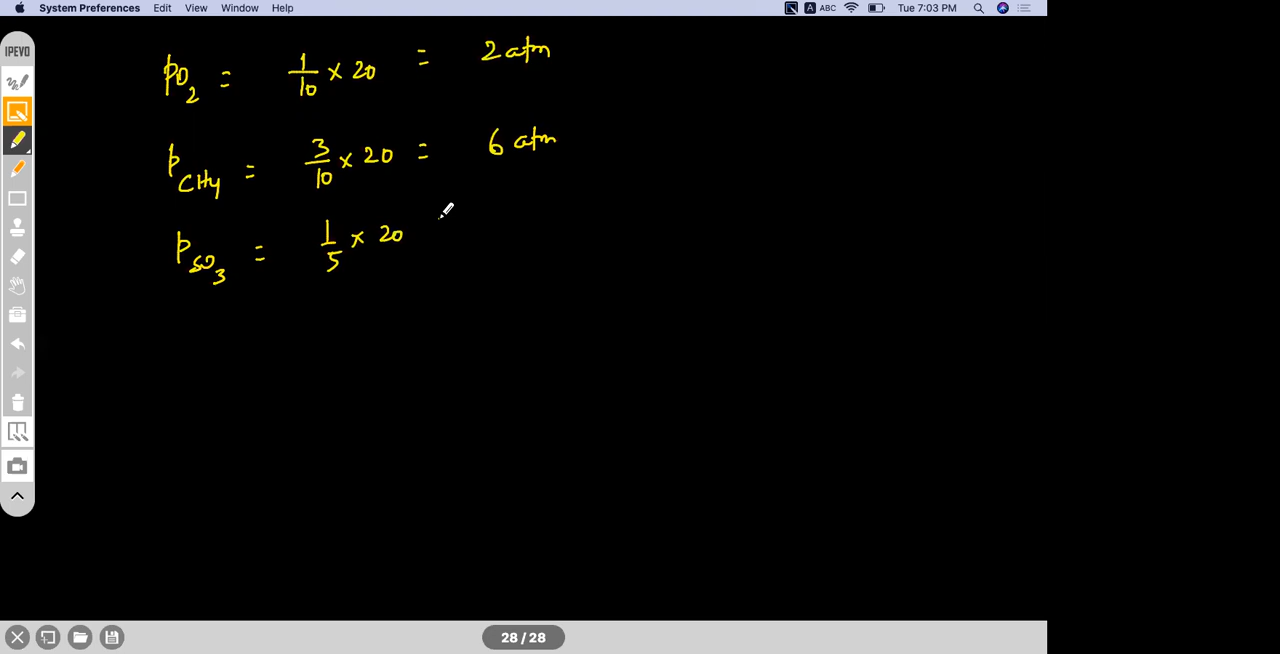 System Preferences Edit View Window Help A ABC Tue 7:03 PM
IPEVO
pO₂ = 1/10 × 20 = 2 atm
pCH4 = 3/10 × 20 = 6 atm
pSO₃ = 1/5 × 20
28 / 28